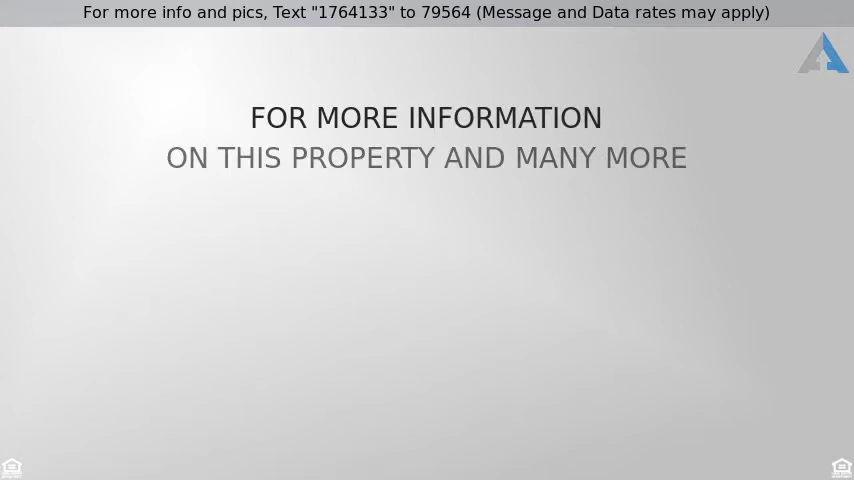 For more info and pics, Text "1764133" to 79564 (Message and Data rates may apply)
FOR MORE INFORMATION
ON THIS PROPERTY AND MANY MORE